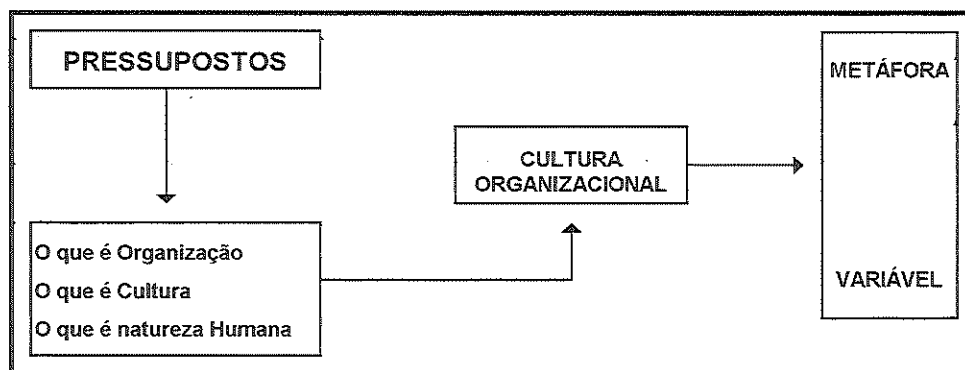 PRESSUPOSTOS
O que é Organização
O que é Cultura
O que é natureza Humana
CULTURA
ORGANIZACIONAL
METÁFORA
VARIÁVEL